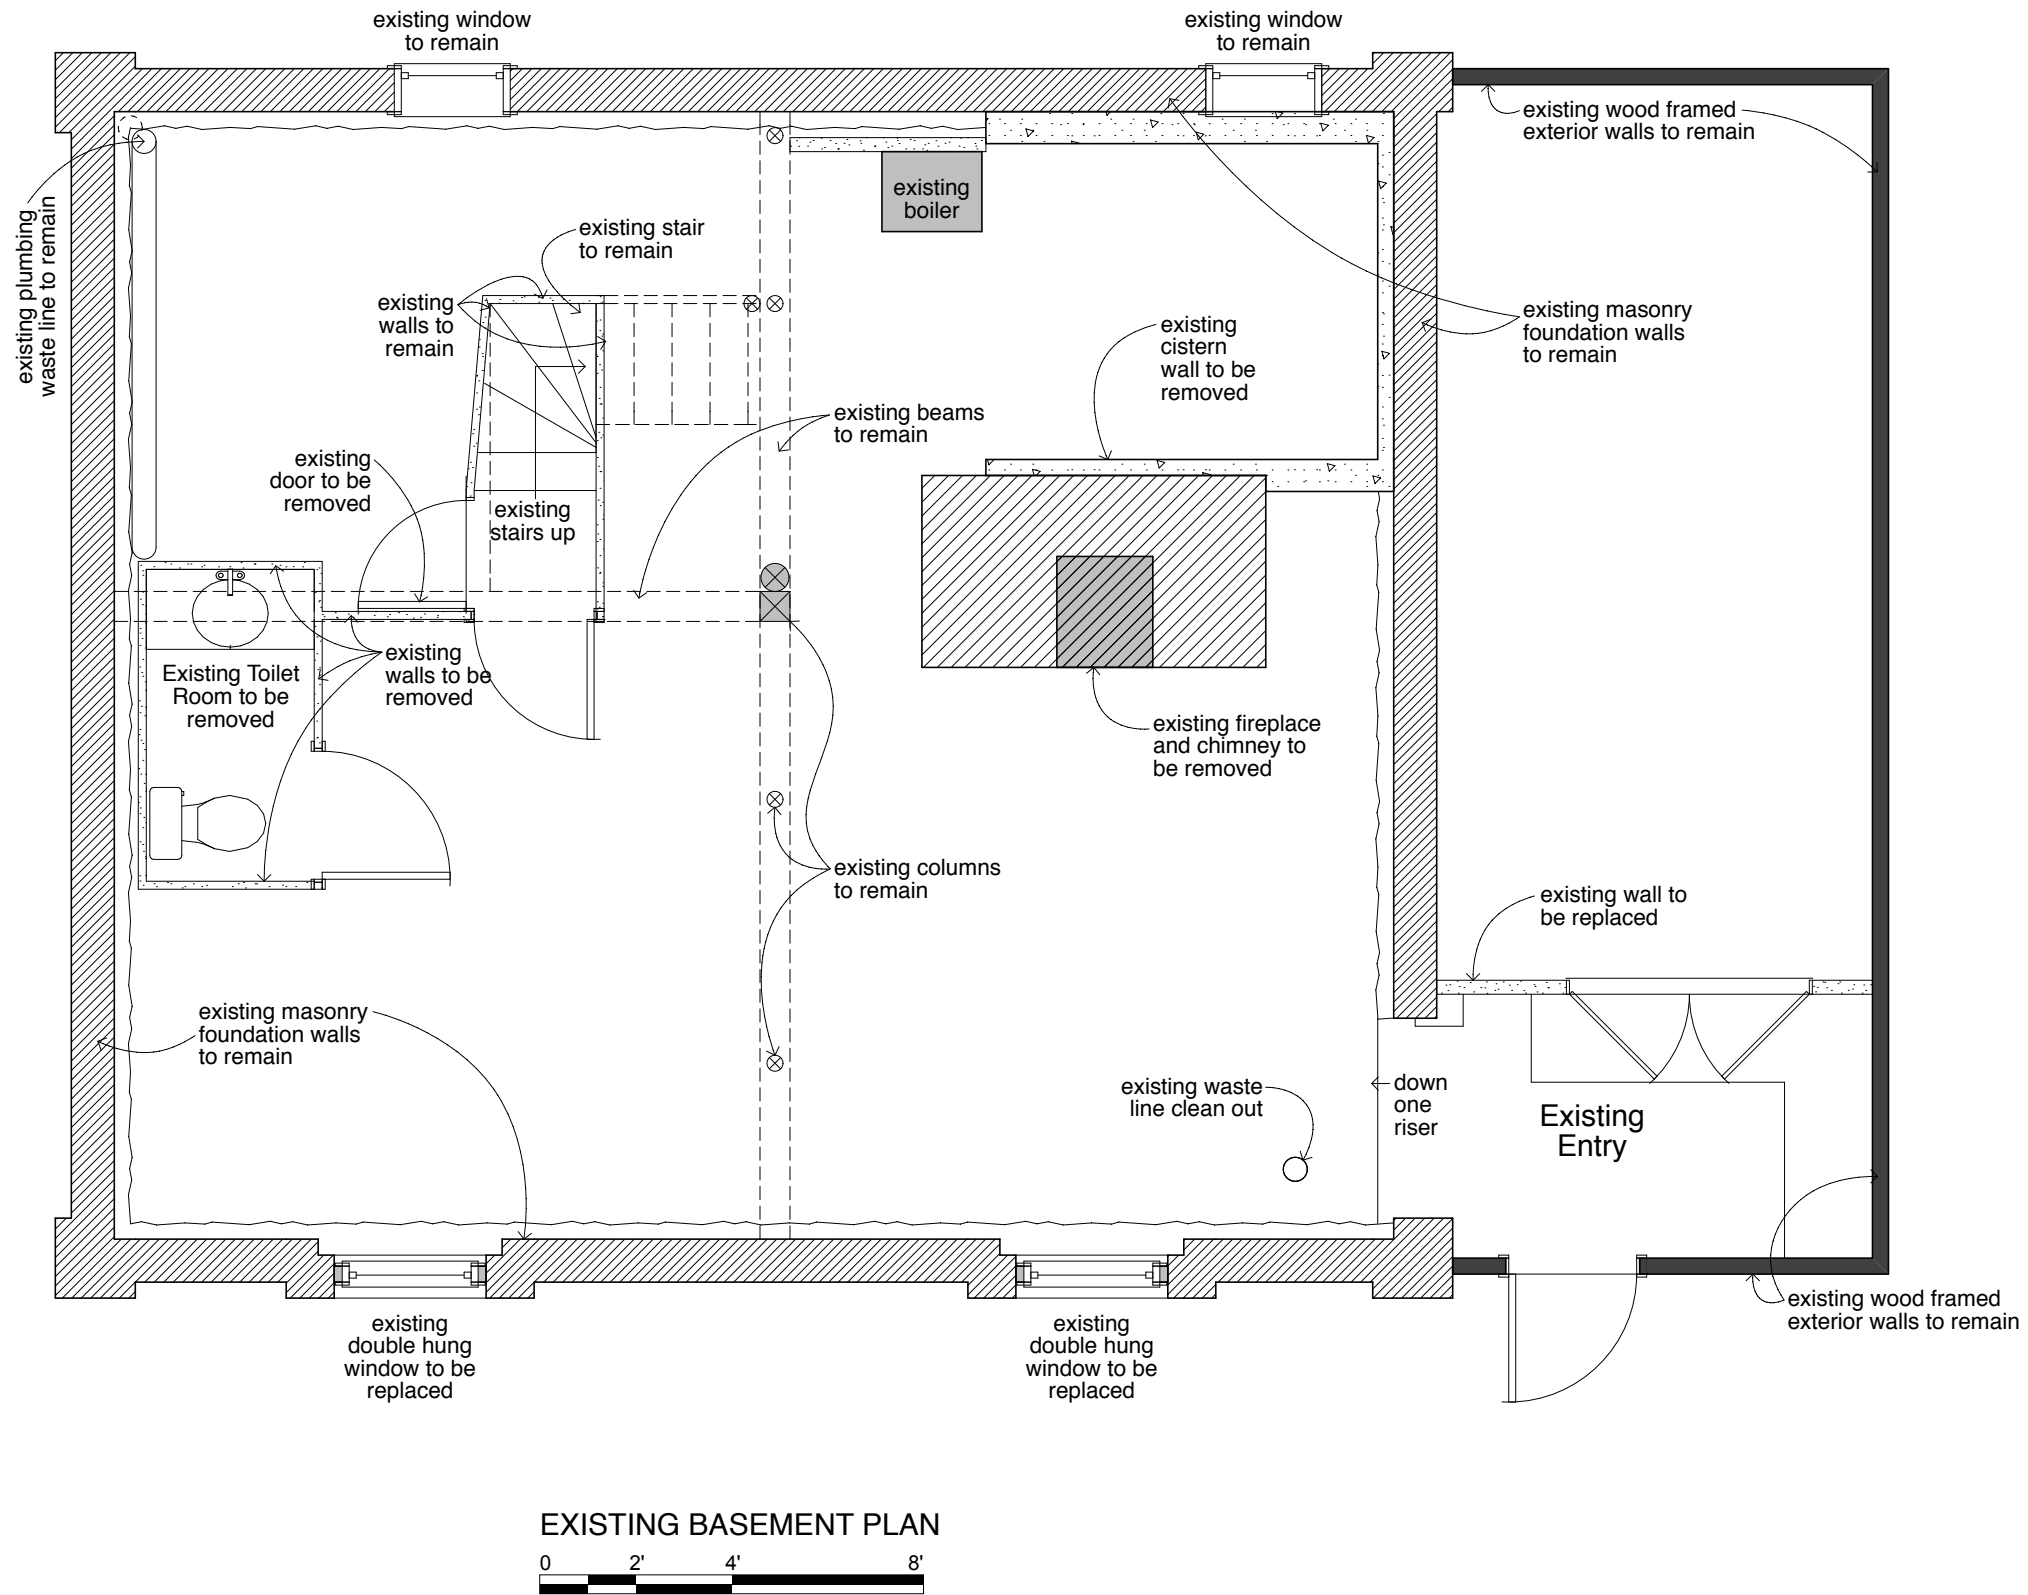 existing window
to remain
existing window
to remain
existing wood framed
exterior walls to remain
existing
boiler
existing plumbing
waste line to remain
existing stair
to remain
existing
walls to
remain
existing
cistern
wall to be
removed
existing masonry
foundation walls
to remain
existing beams
to remain
existing
door to be
removed
existing
stairs up
existing
walls to be
removed
Existing Toilet
Room to be
removed
existing fireplace
and chimney to
be removed
existing columns
to remain
existing wall to
be replaced
existing masonry
foundation walls
to remain
existing waste
line clean out
down
one
riser
Existing
Entry
existing wood framed
exterior walls to remain
existing
double hung
window to be
replaced
existing
double hung
window to be
replaced
EXISTING BASEMENT PLAN
0 2' 4' 8'